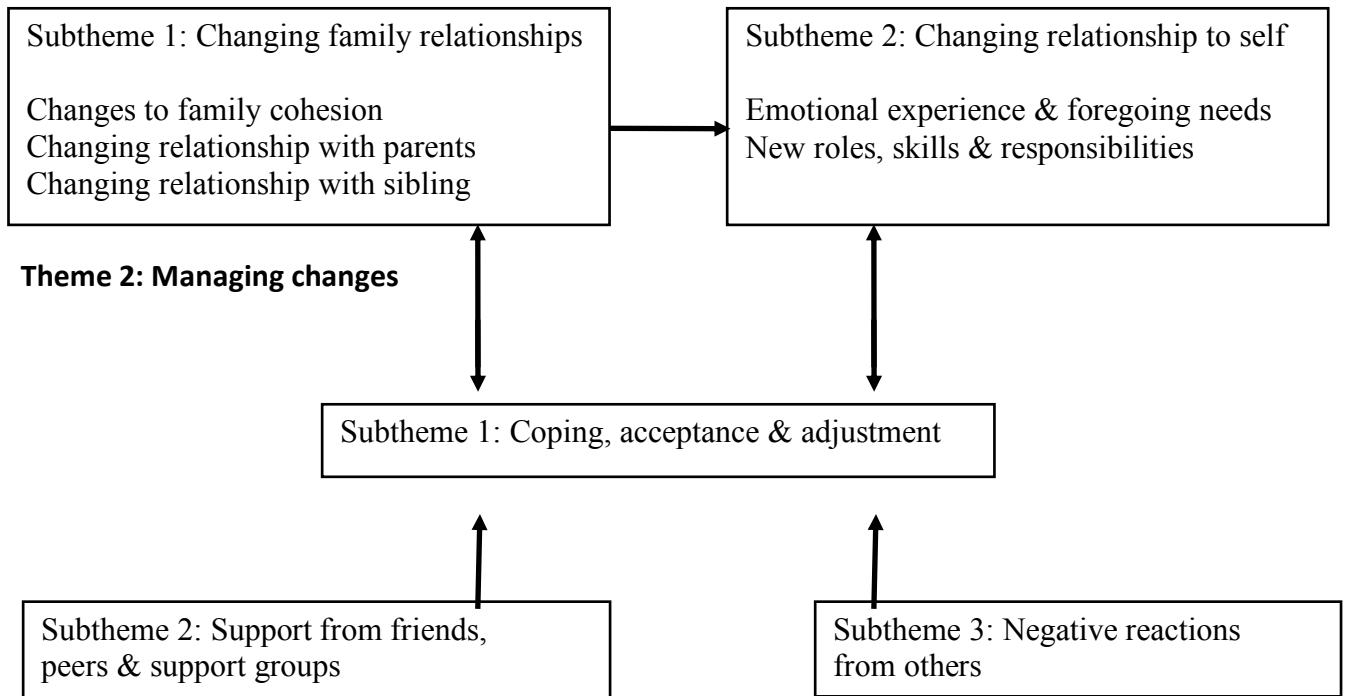 Subtheme 1: Changing family relationships
Changes to family cohesion
Changing relationship with parents
Changing relationship with sibling
Subtheme 2: Changing relationship to self
Emotional experience & foregoing needs
New roles, skills & responsibilities
Theme 2: Managing changes
Subtheme 1: Coping, acceptance & adjustment
Subtheme 2: Support from friends,
peers & support groups
Subtheme 3: Negative reactions
from others